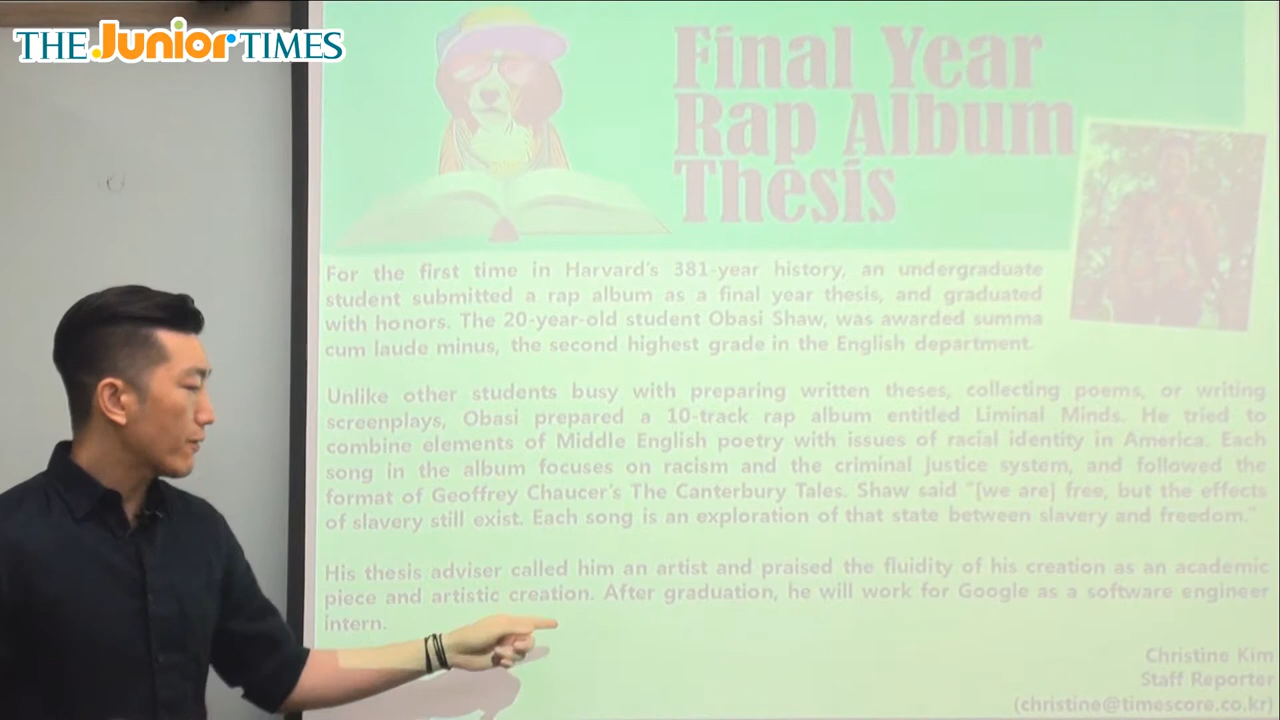 THE Junior TIMES
Final Year
Rap Album
Thesis
For the first time in Harvard's 381-year history, an undergraduate
student submitted a rap album as a final year thesis, and graduated
with honors. The 20-year-old student Obasi Shaw, was awarded summa
cum laude minus, the second highest grade in the English department.
Unlike other students busy with preparing written theses, collecting poems, or writing
screenplays, Obasi prepared a 10-track rap album entitled Liminal Minds. He tried to
combine elements of Middle English poetry with issues of racial identity in America. Each
song in the album focuses on racism and the criminal justice system, and followed the
format of Geoffrey Chaucer's The Canterbury Tales. Shaw said "[we are] free, but the effects
of slavery still exist. Each song is an exploration of that state between slavery and freedom."
His thesis adviser called him an artist and praised the fluidity of his creation as an academic
piece and artistic creation. After graduation, he will work for Google as a software engineer
intern.
Christine Kim
Staff Reporter
(christine@timescore.co.kr)